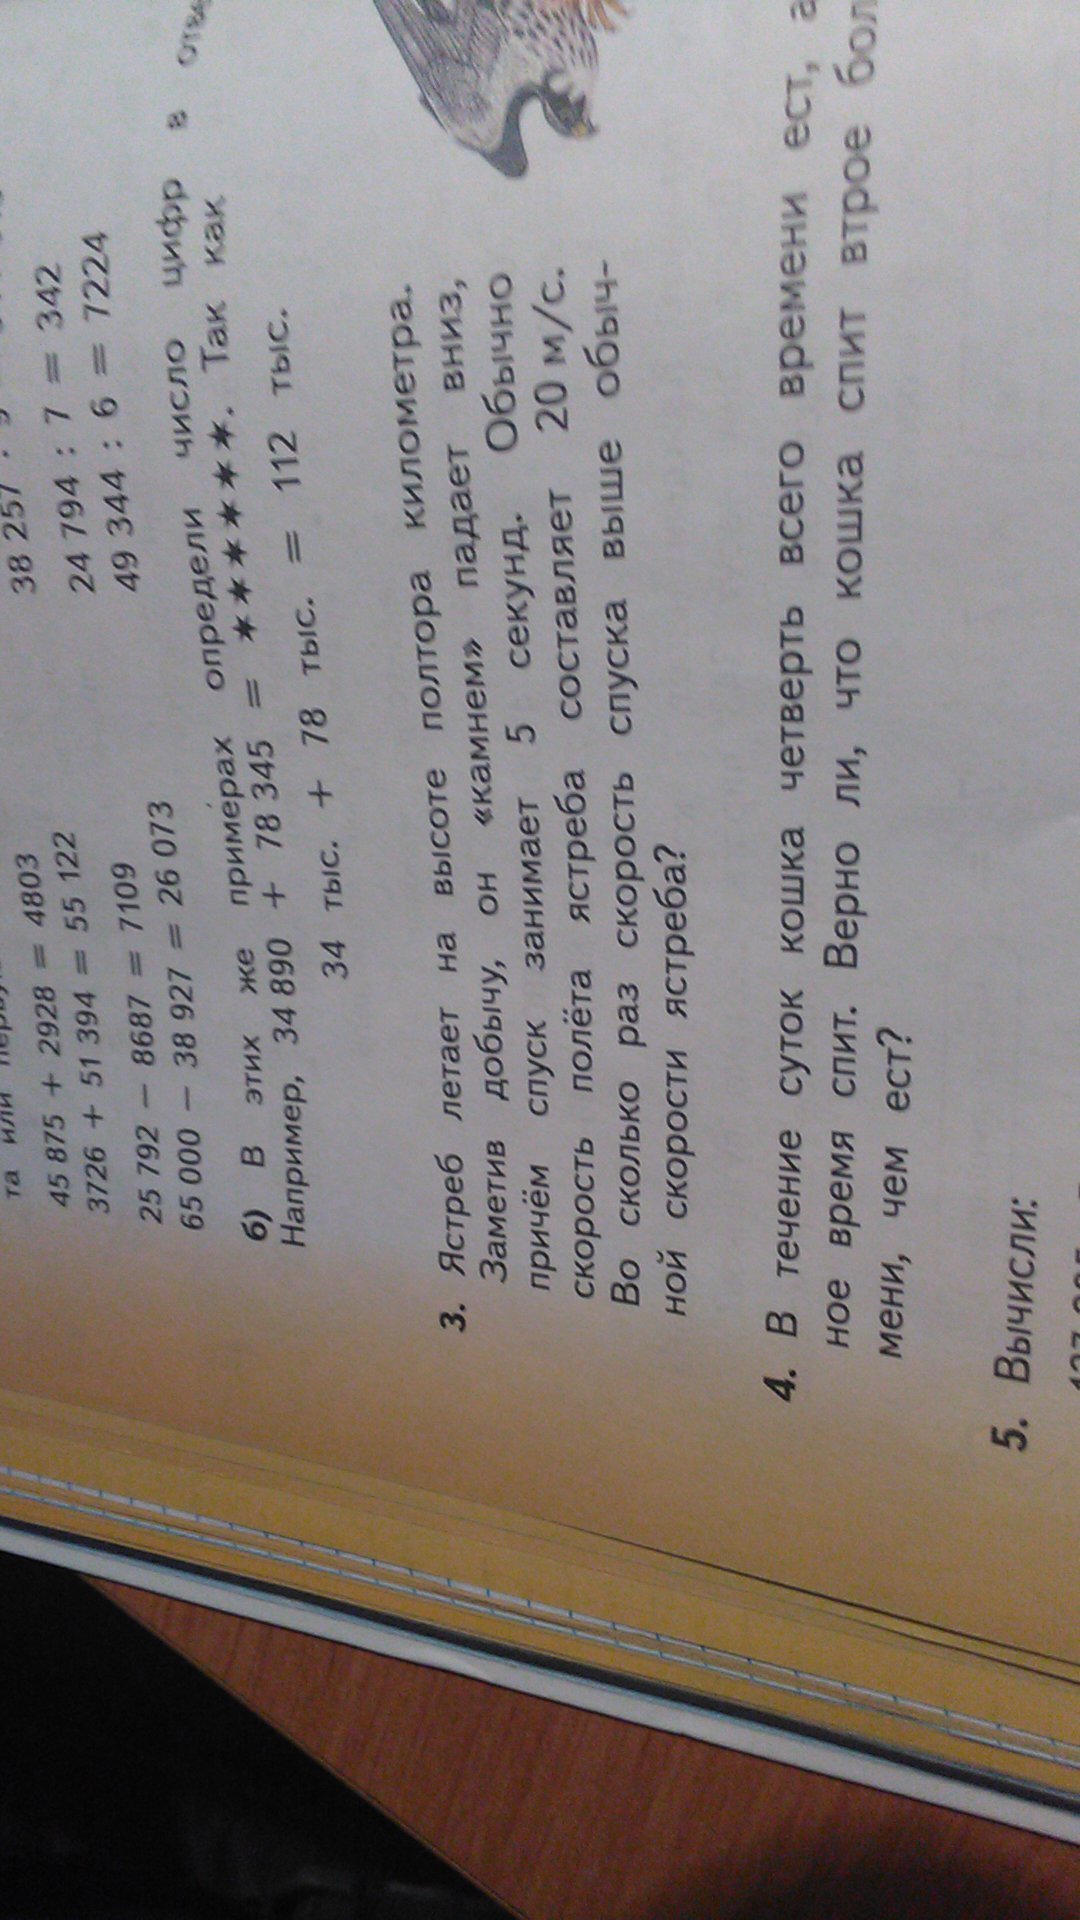 та или
45 875 + 2928 = 4803
3726 + 51 394 = 55 122
25 792 − 8687 = 7109
65 000 − 38 927 = 26 073
38 257 :
24 794 : 7 = 342
49 344 : 6 = 7224
б) В этих же примерах определи число цифр в
Например, 34 890 + 78 345 = ******. Так как
34 тыс. + 78 тыс. = 112 тыс.
3. Ястреб летает на высоте полтора километра.
Заметив добычу, он «камнем» падает вниз,
причём спуск занимает 5 секунд. Обычно
скорость полёта ястреба составляет 20 м/с.
Во сколько раз скорость спуска выше обыч-
ной скорости ястреба?
4. В течение суток кошка четверть всего времени ест, а
ное время спит. Верно ли, что кошка спит втрое бол
мени, чем ест?
5. Вычисли: